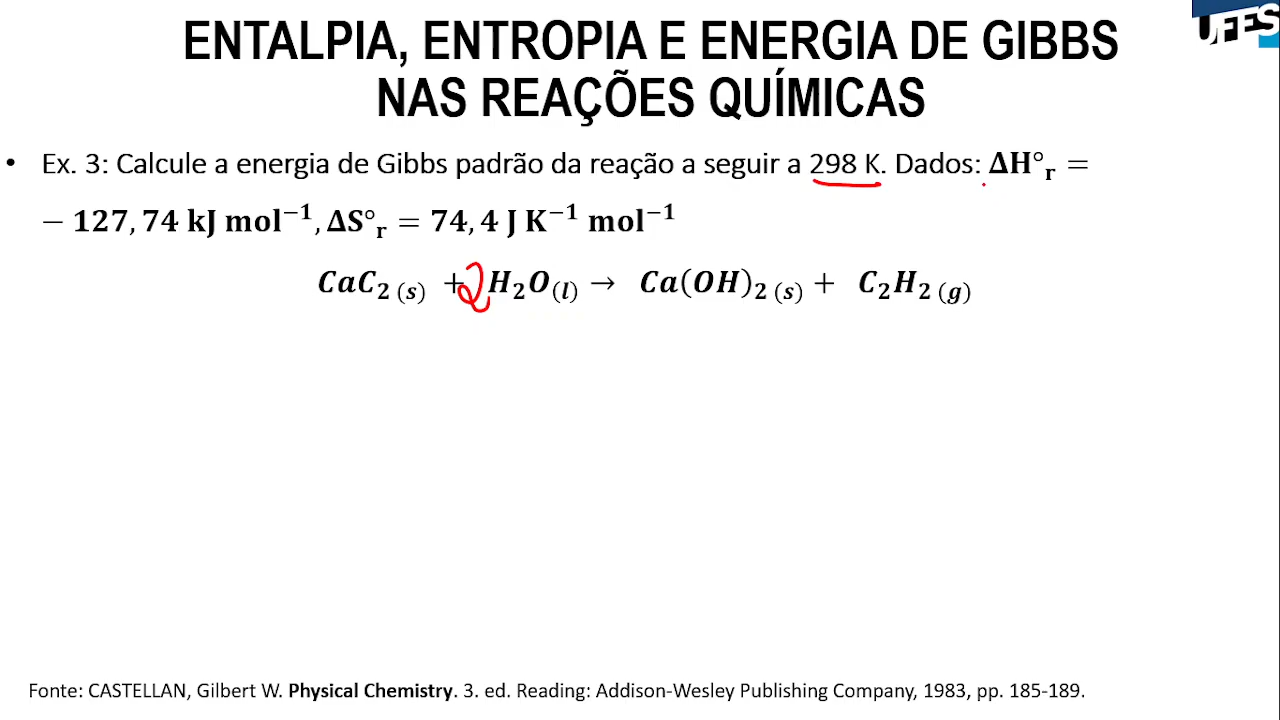 UFES
ENTALPIA, ENTROPIA E ENERGIA DE GIBBS
NAS REAÇÕES QUÍMICAS
• Ex. 3: Calcule a energia de Gibbs padrão da reação a seguir a 298 K. Dados: ΔH°ᵣ =
− 127,74 kJ mol⁻¹, ΔS°ᵣ = 74,4 J K⁻¹ mol⁻¹
CaC₂ (s) + 2 H₂O(l) → Ca(OH)₂ (s) + C₂H₂ (g)
Fonte: CASTELLAN, Gilbert W. Physical Chemistry. 3. ed. Reading: Addison-Wesley Publishing Company, 1983, pp. 185-189.